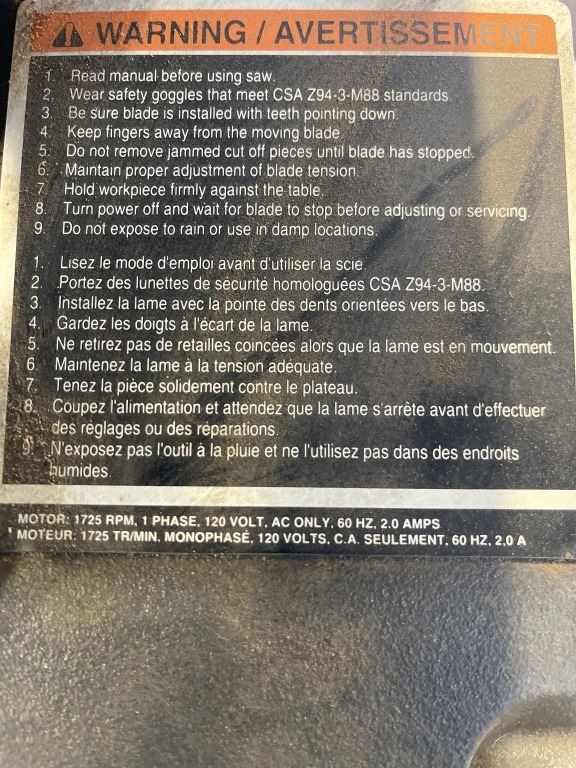 WARNING / AVERTISSEMENT
1. Read manual before using saw.
2. Wear safety goggles that meet CSA Z94-3-M88 standards.
3. Be sure blade is installed with teeth pointing down.
4. Keep fingers away from the moving blade.
5. Do not remove jammed cut off pieces until blade has stopped.
6. Maintain proper adjustment of blade tension.
7. Hold workpiece firmly against the table.
8. Turn power off and wait for blade to stop before adjusting or servicing.
9. Do not expose to rain or use in damp locations.
1. Lisez le mode d'emploi avant d'utiliser la scie.
2. Portez des lunettes de sécurité homologuées CSA Z94-3-M88.
3. Installez la lame avec la pointe des dents orientées vers le bas.
4. Gardez les doigts à l'écart de la lame.
5. Ne retirez pas de retailles coincées alors que la lame est en mouvement.
6. Maintenez la lame à la tension adéquate.
7. Tenez la pièce solidement contre le plateau.
8. Coupez l'alimentation et attendez que la lame s'arrête avant d'effectuer
des réglages ou des réparations.
9. N'exposez pas l'outil à la pluie et ne l'utilisez pas dans des endroits
humides.
MOTOR: 1725 RPM, 1 PHASE, 120 VOLT, AC ONLY, 60 HZ, 2.0 AMPS
MOTEUR: 1725 TR/MIN, MONOPHASÉ, 120 VOLTS, C.A. SEULEMENT, 60 HZ, 2.0 A